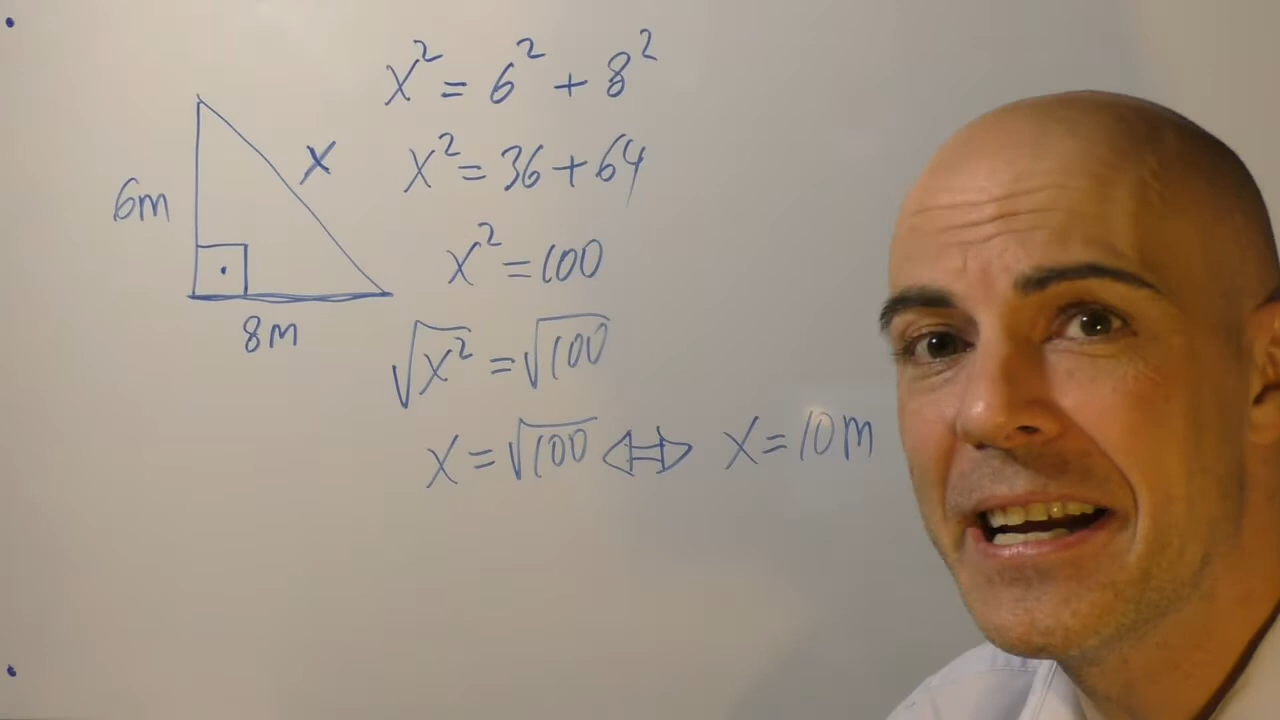 x² = 6² + 8²
x
x² = 36 + 64
6m
x² = 100
8m
√x² = √100
x = √100 ⇔ x = 10m